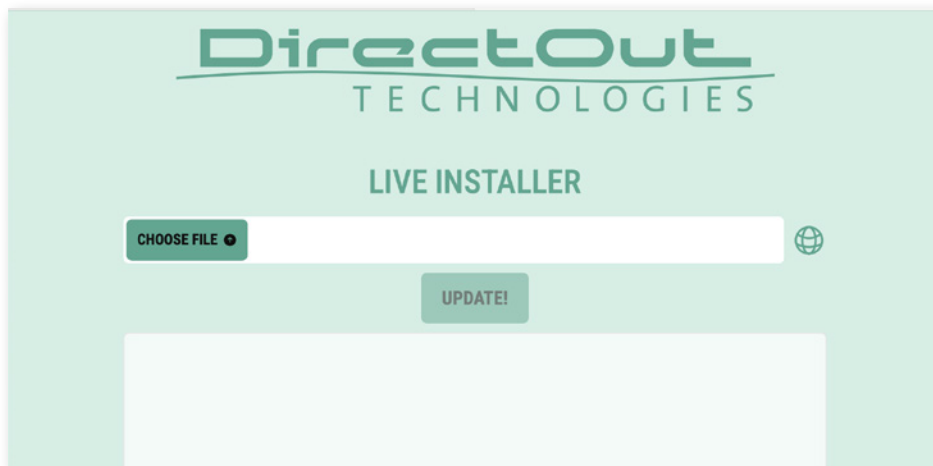 DirectOut
TECHNOLOGIES
LIVE INSTALLER
CHOOSE FILE
UPDATE!